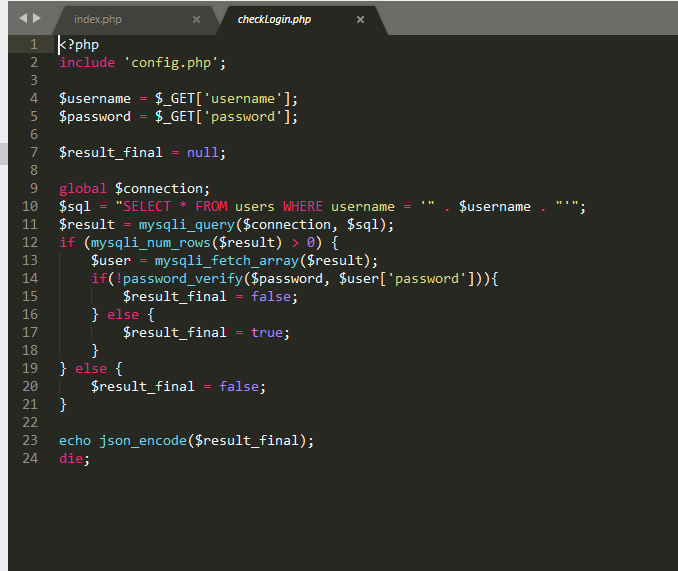 index.php × checkLogin.php ×
1 <?php
2 include 'config.php';
3
4 $username = $_GET['username'];
5 $password = $_GET['password'];
6
7 $result_final = null;
8
9 global $connection;
10 $sql = "SELECT * FROM users WHERE username = '" . $username . "'";
11 $result = mysqli_query($connection, $sql);
12 if (mysqli_num_rows($result) > 0) {
13     $user = mysqli_fetch_array($result);
14     if(!password_verify($password, $user['password'])){
15         $result_final = false;
16     } else {
17         $result_final = true;
18     }
19 } else {
20     $result_final = false;
21 }
22
23 echo json_encode($result_final);
24 die;